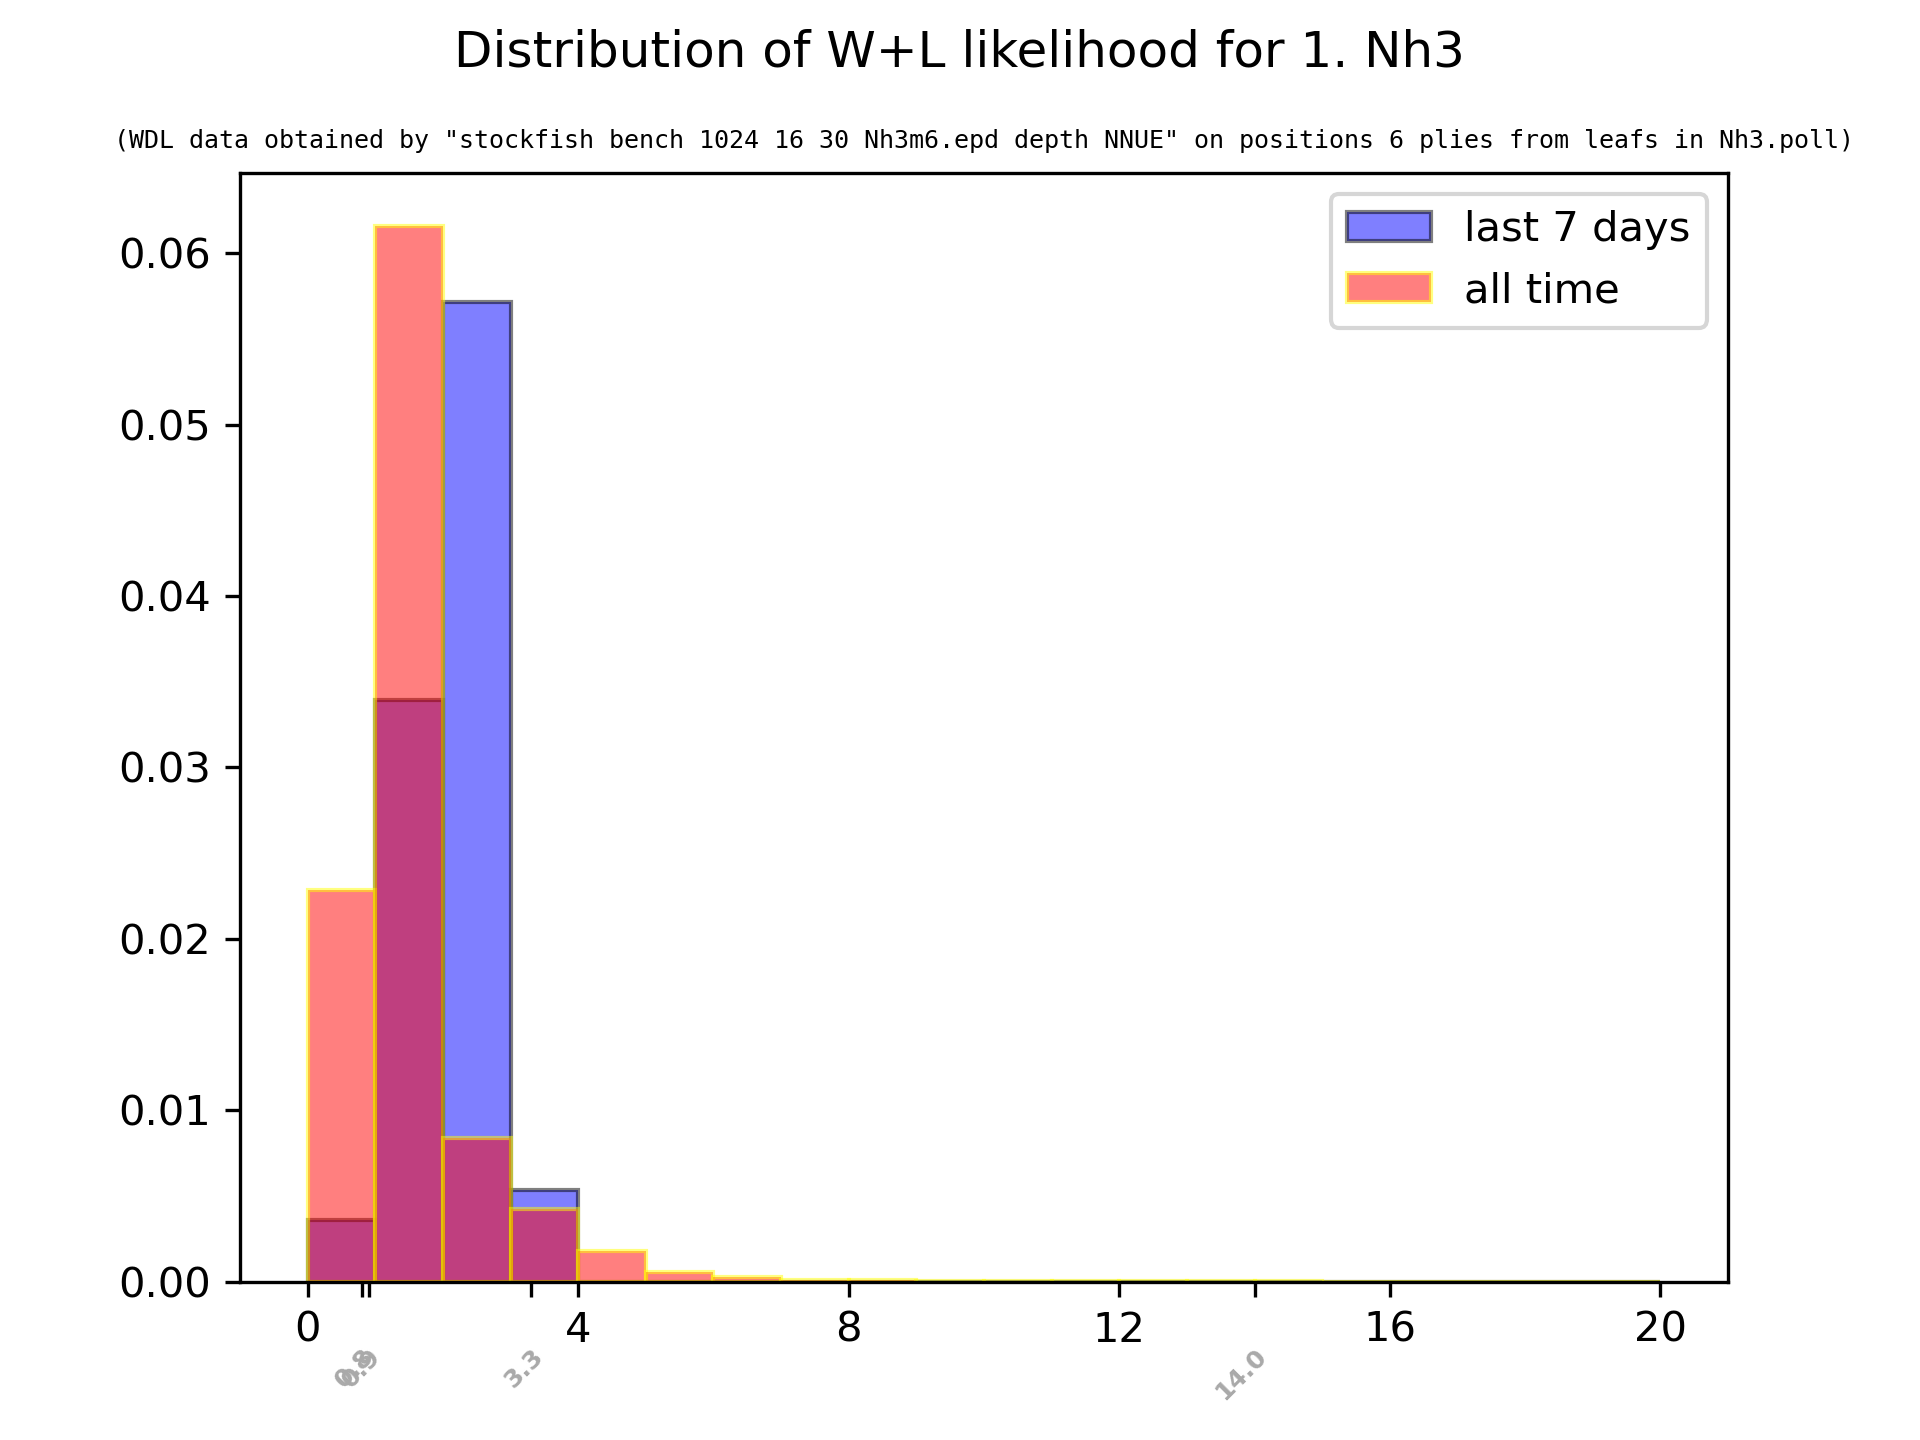 Distribution of W+L likelihood for 1. Nh3
(WDL data obtained by "stockfish bench 1024 16 30 Nh3m6.epd depth NNUE" on positions 6 plies from leafs in Nh3.poll)
last 7 days
all time
0.06
0.05
0.04
0.03
0.02
0.01
0.00
0 4 8 12 16 20
3.3 14.0